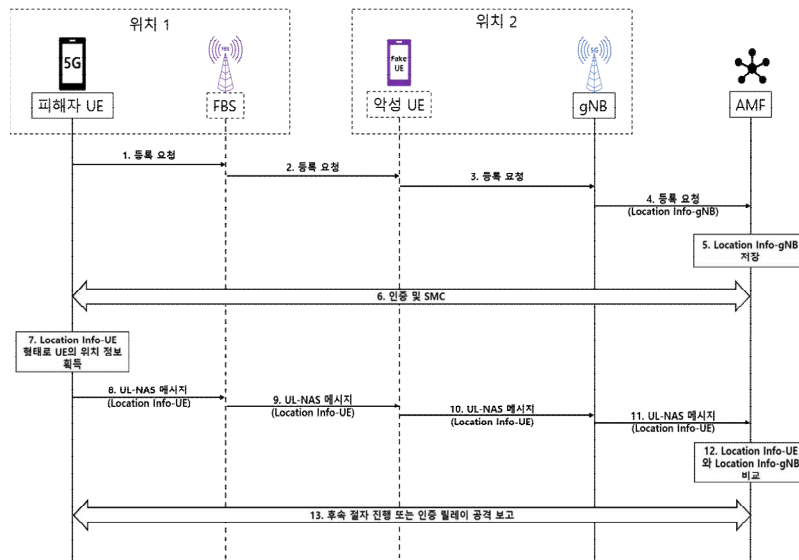 위치 1
위치 2
5G
FBS
Fake
UE
5G
피해자 UE
FBS
악성 UE
gNB
AMF
1. 등록 요청
2. 등록 요청
3. 등록 요청
4. 등록 요청
(Location Info-gNB)
5. Location Info-gNB
저장
6. 인증 및 SMC
7. Location Info-UE
형태로 UE의 위치 정보
획득
8. UL-NAS 메시지
(Location Info-UE)
9. UL-NAS 메시지
(Location Info-UE)
10. UL-NAS 메시지
(Location Info-UE)
11. UL-NAS 메시지
(Location Info-UE)
12. Location Info-UE
와 Location Info-gNB
비교
13. 후속 절자 진행 또는 인증 릴레이 공격 보고